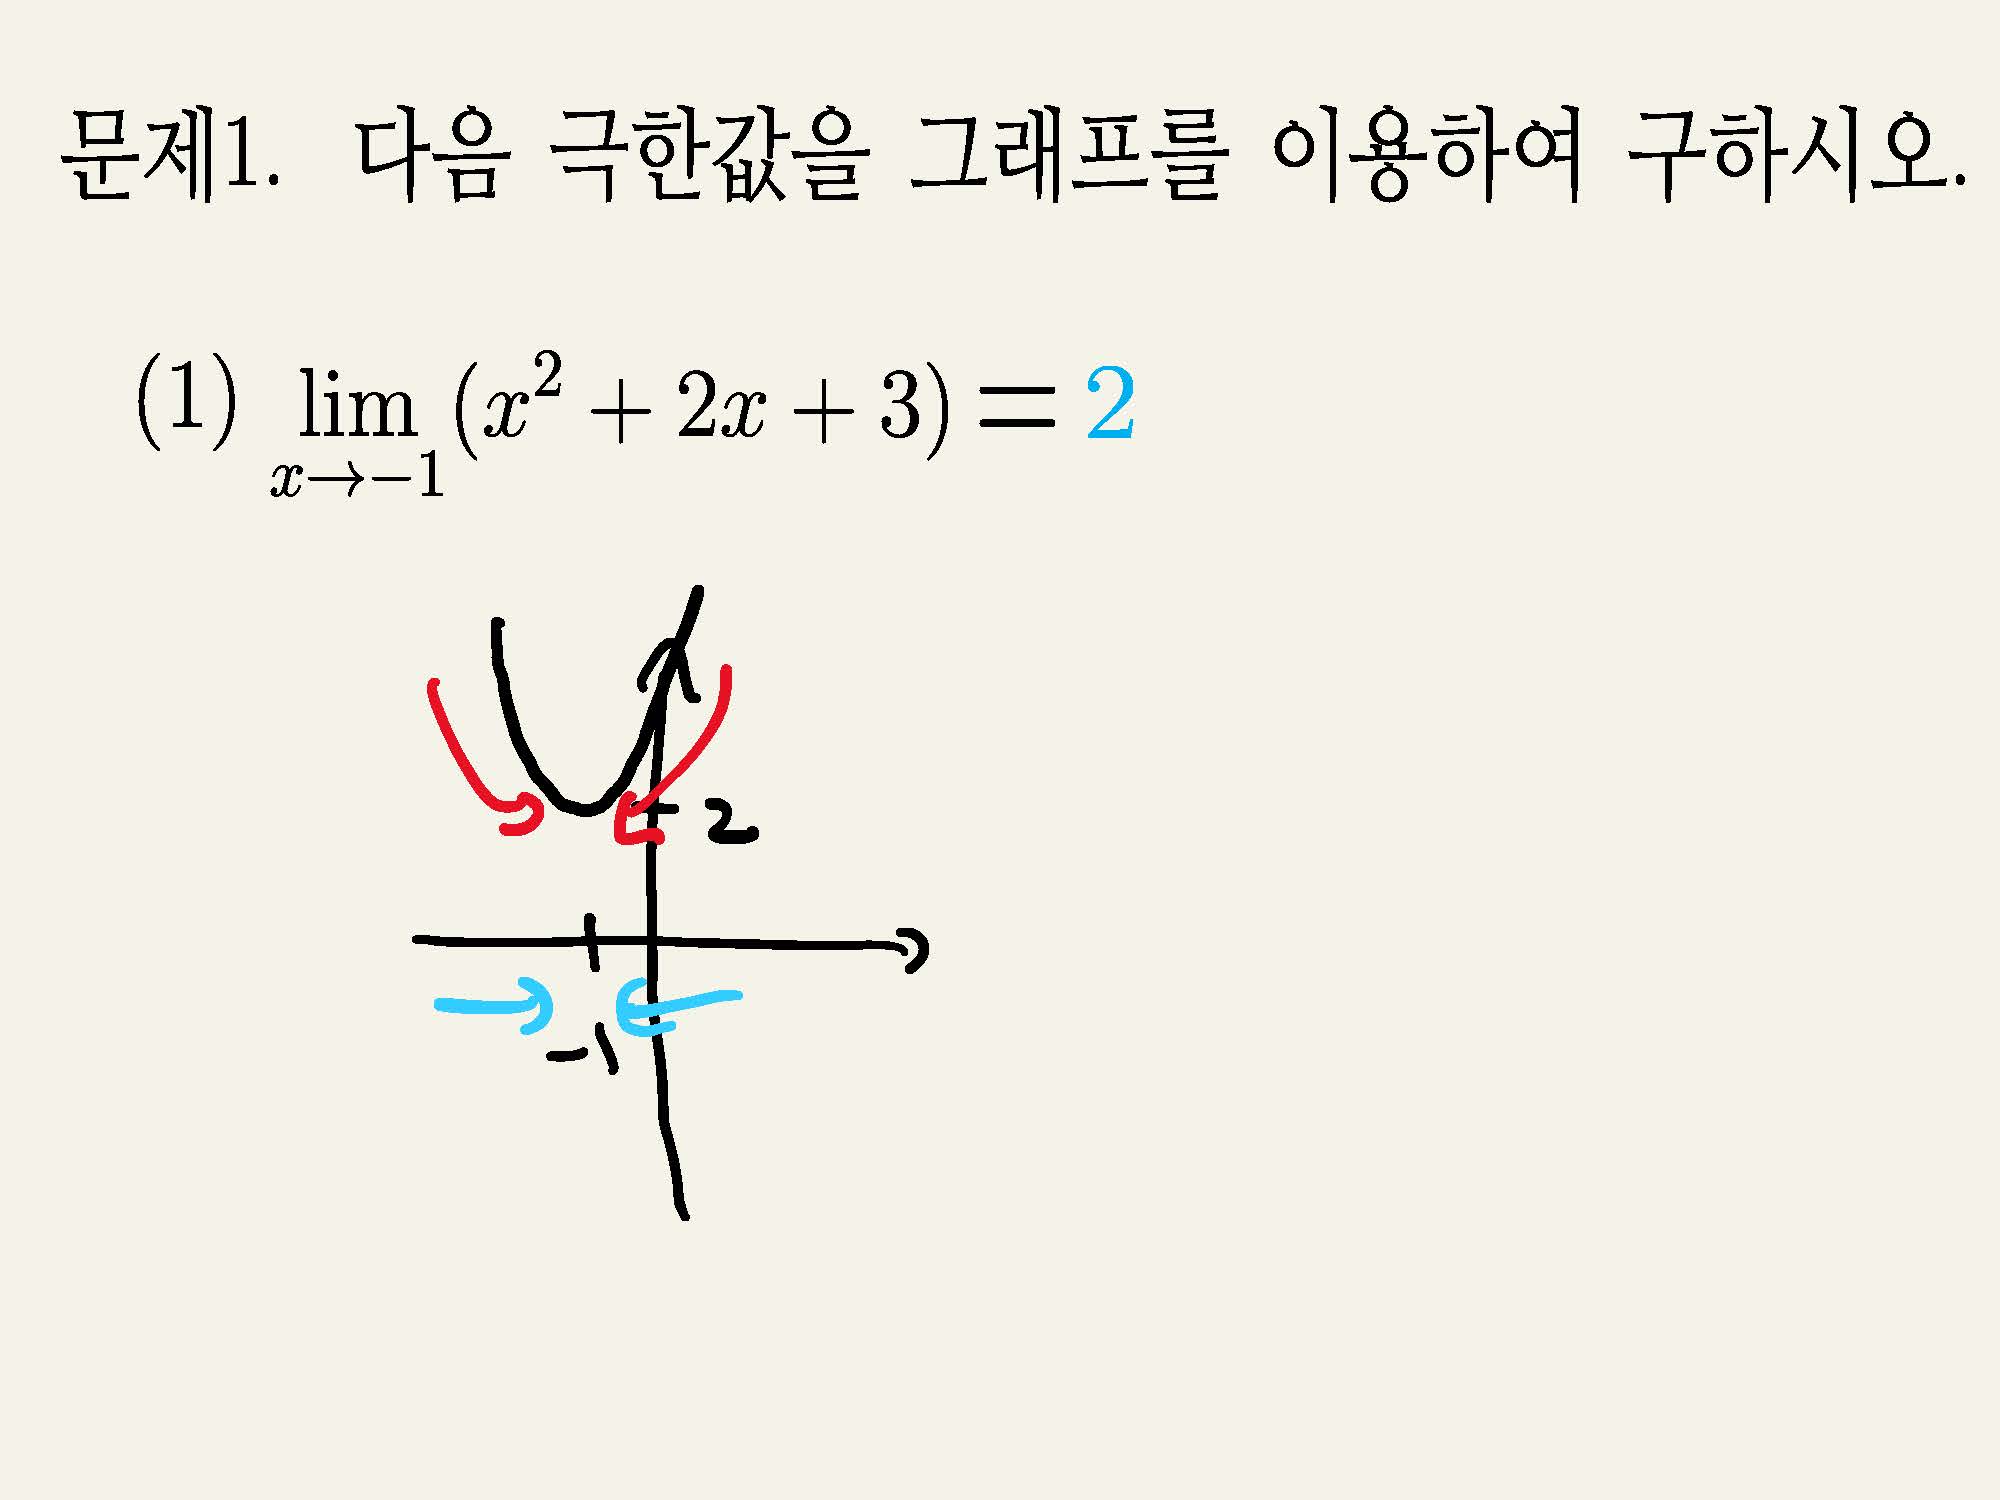 문제1. 다음 극한값을 그래프를 이용하여 구하시오.
(1) lim (x² + 2x + 3) = 2
x→−1
2
−1